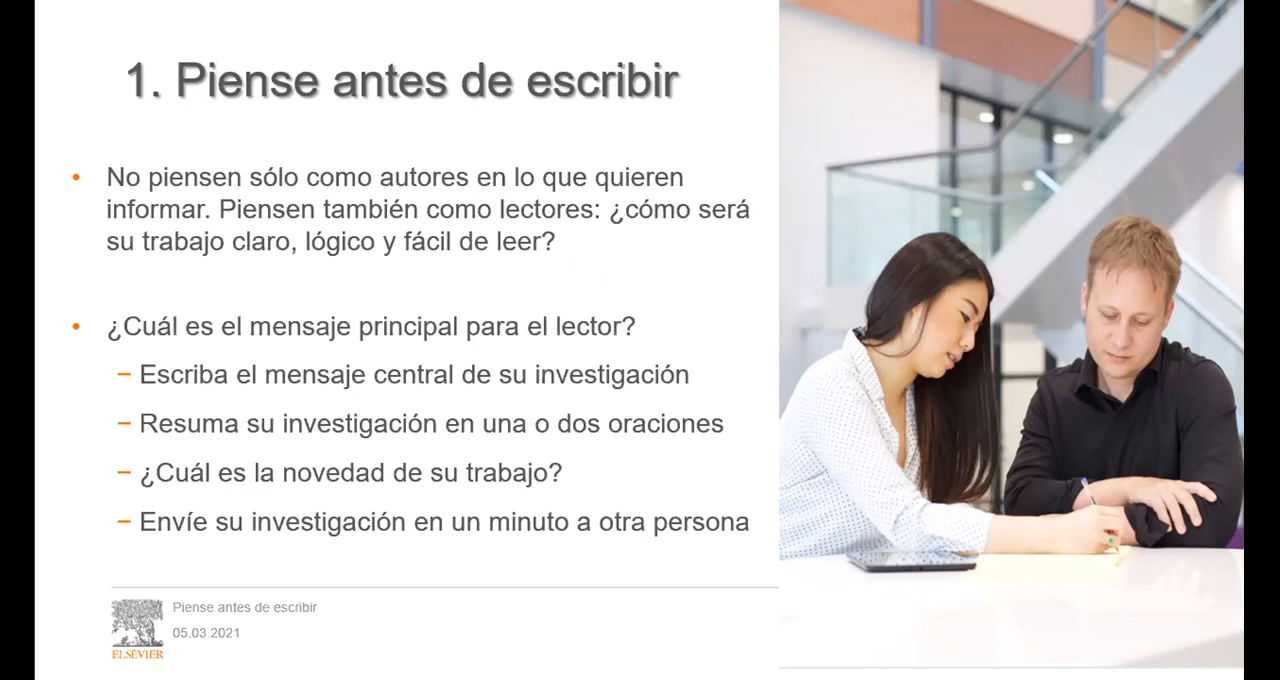 1. Piense antes de escribir
• No piensen sólo como autores en lo que quieren
informar. Piensen también como lectores: ¿cómo será
su trabajo claro, lógico y fácil de leer?
• ¿Cuál es el mensaje principal para el lector?
− Escriba el mensaje central de su investigación
− Resuma su investigación en una o dos oraciones
− ¿Cuál es la novedad de su trabajo?
− Envíe su investigación en un minuto a otra persona
Piense antes de escribir
05.03.2021
ELSEVIER